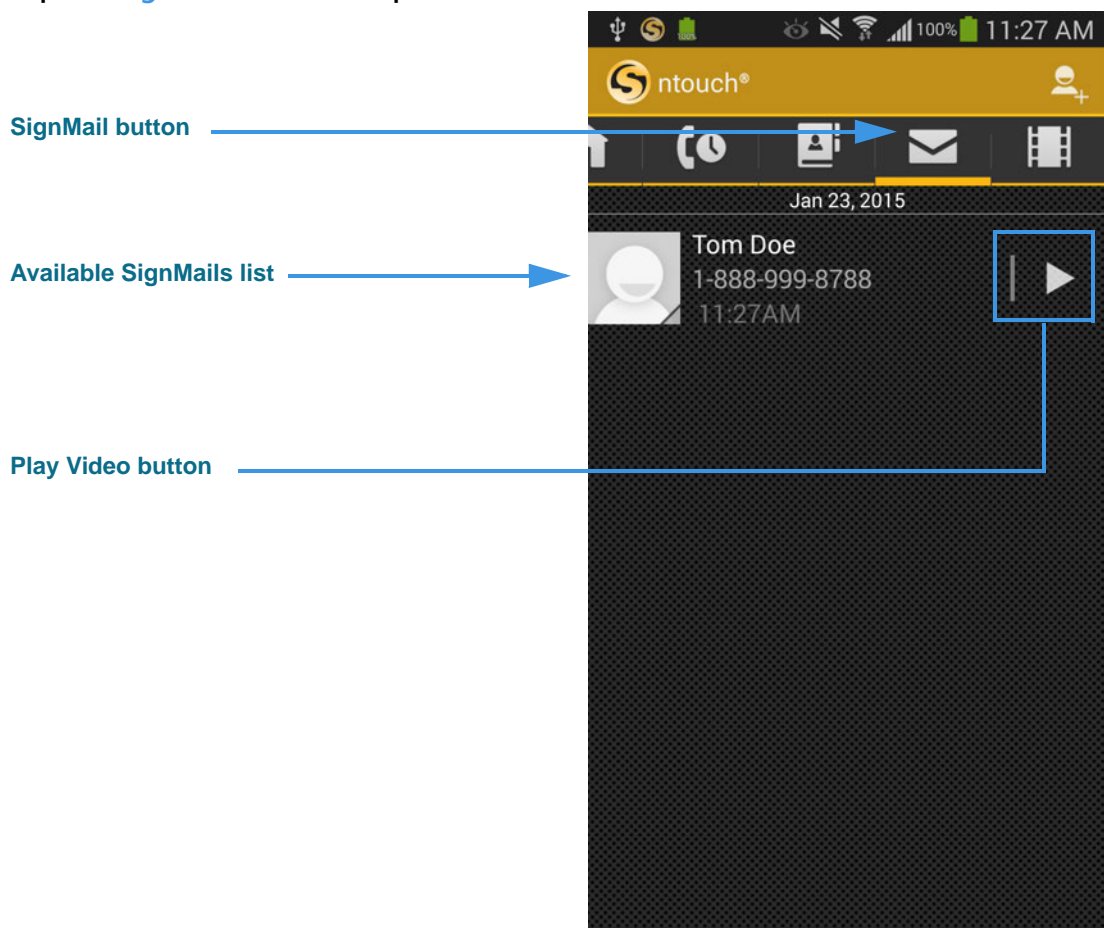 100% 100% 11:27 AM
ntouch®
SignMail button
Jan 23, 2015
Tom Doe
Available SignMails list
1-888-999-8788
11:27AM
Play Video button